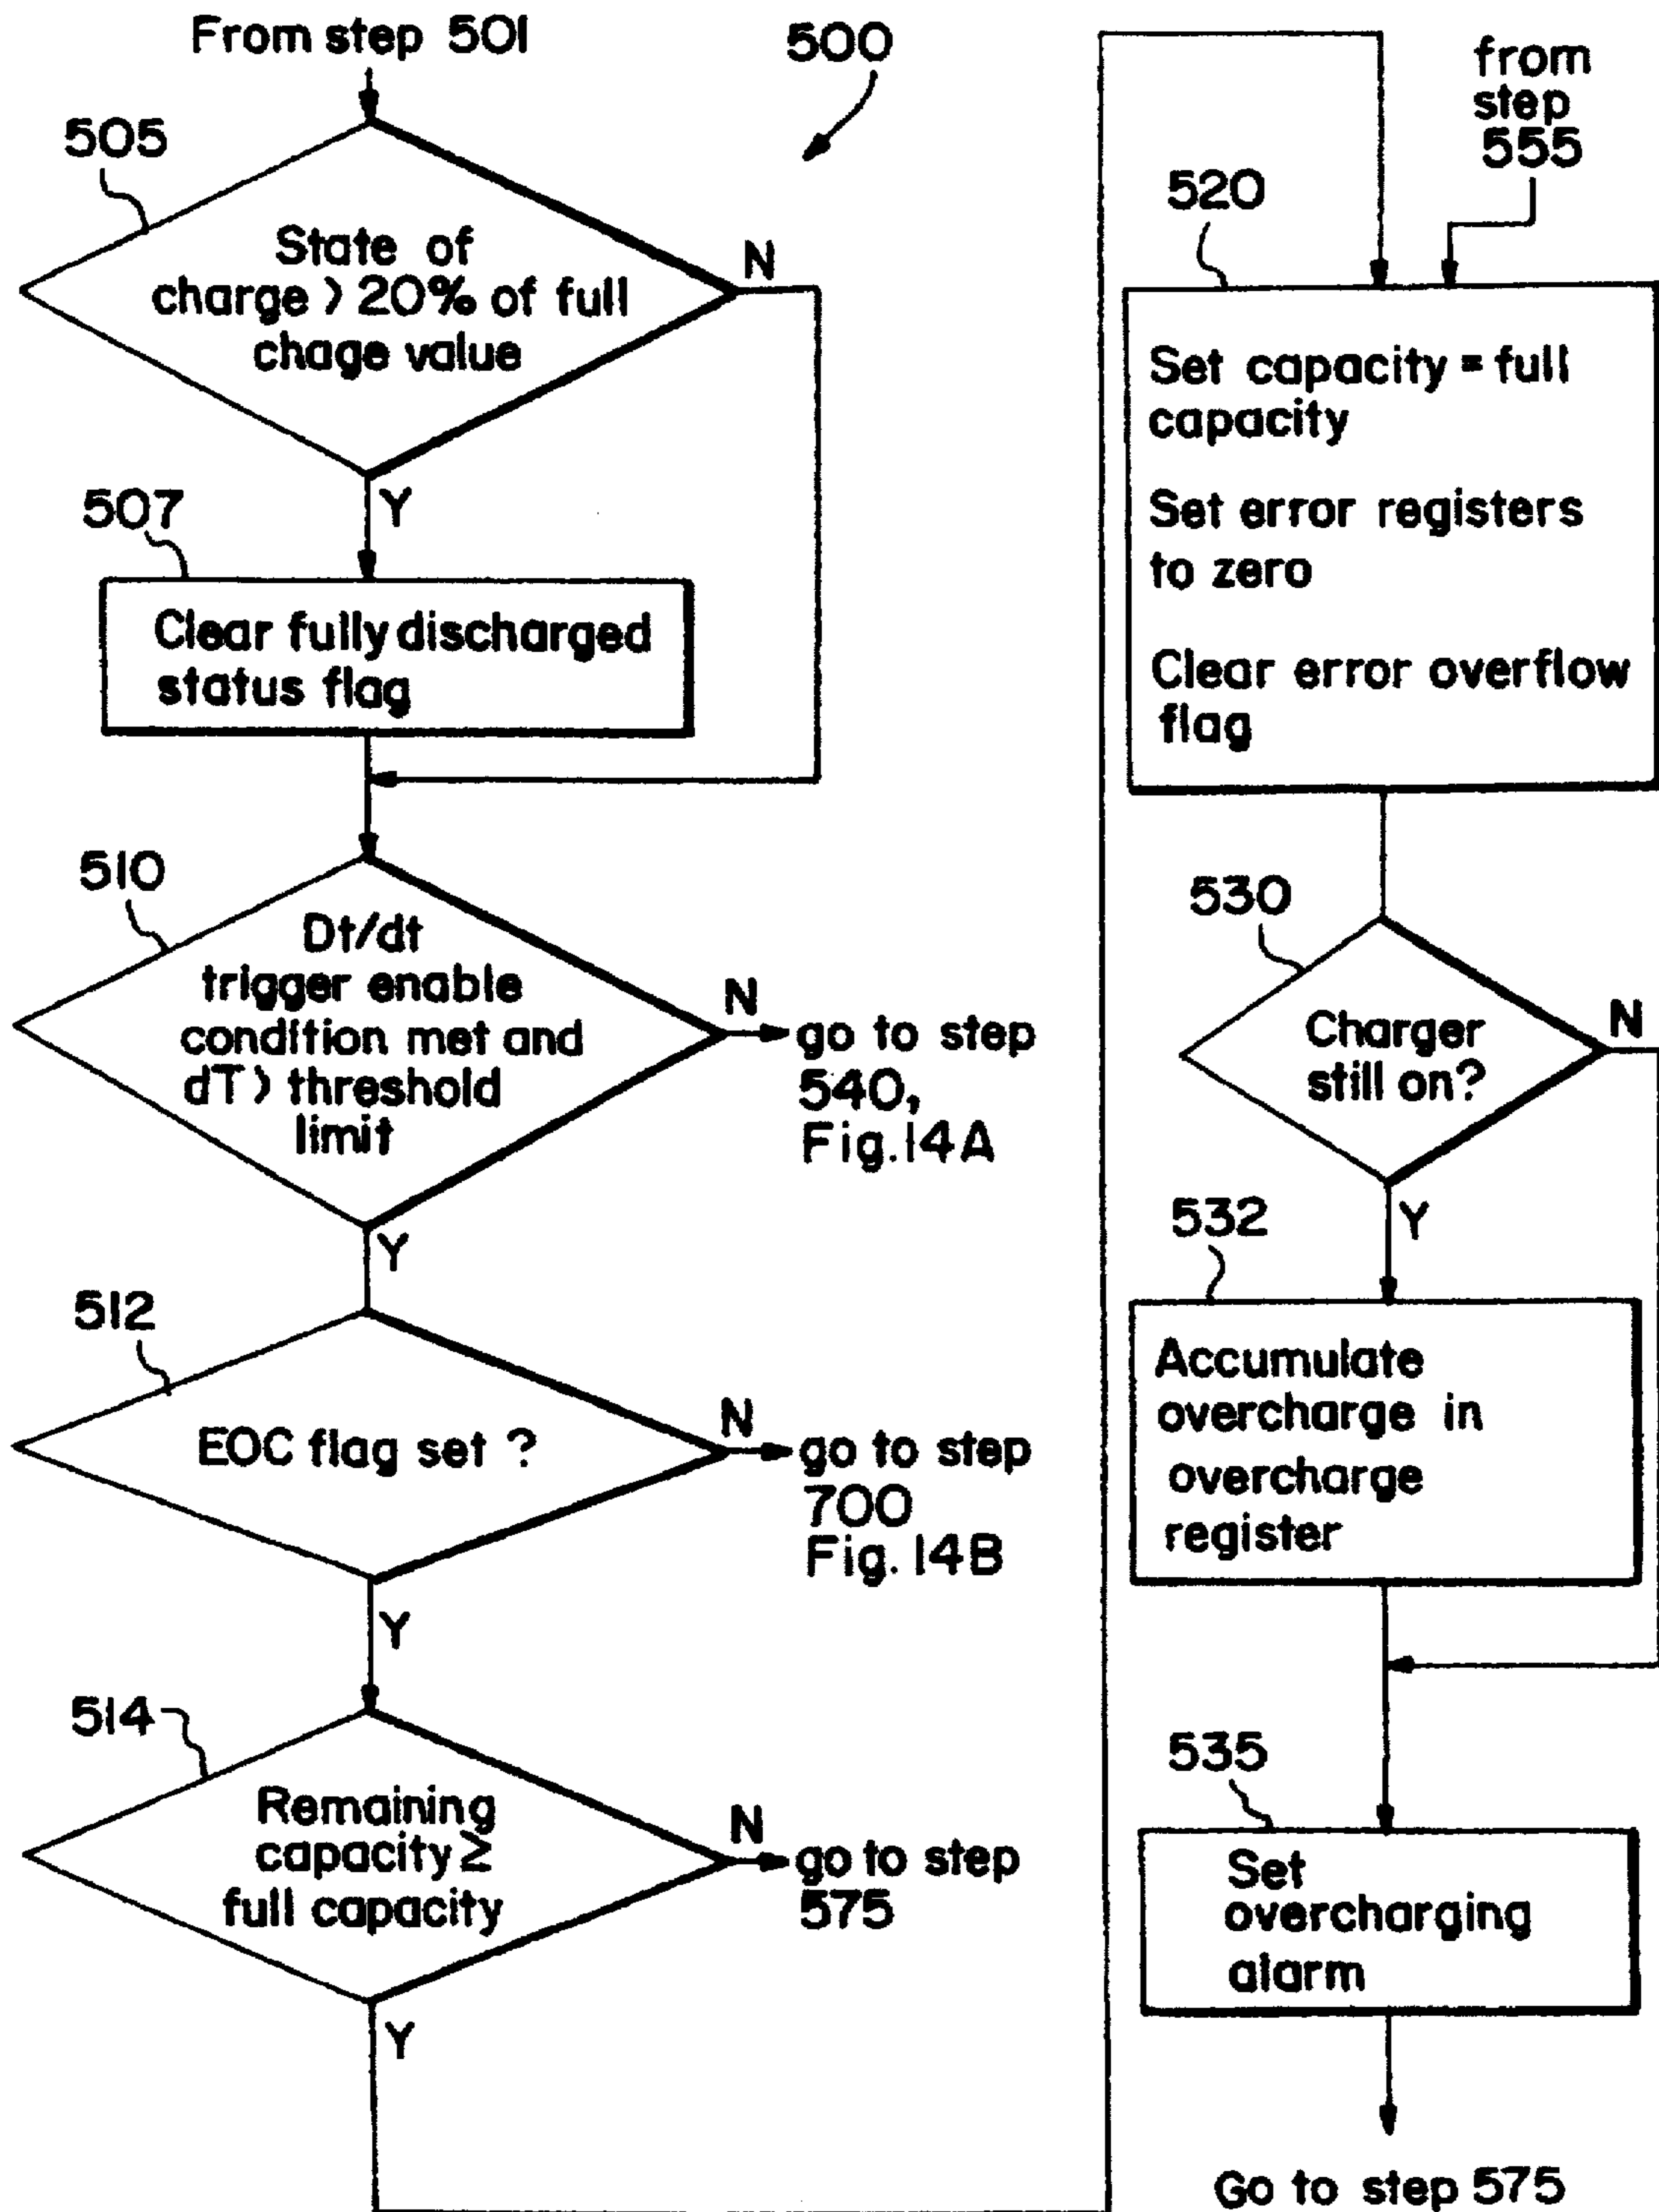 From step 501
500
505
State of
charge > 20% of full
chage value
N
Y
507
Clear fully discharged
status flag
510
Dt/dt
trigger enable
condition met and
dT > threshold
limit
N
go to step
540,
Fig. 14A
Y
512
EOC flag set ?
N
go to step
700
Fig. 14B
Y
514
Remaining
capacity ≥
full capacity
N
go to step
575
Y
from
step
555
520
Set capacity = full
capacity
Set error registers
to zero
Clear error overflow
flag
530
Charger
still on?
N
Y
532
Accumulate
overcharge in
overcharge
register
535
Set
overcharging
alarm
Go to step 575